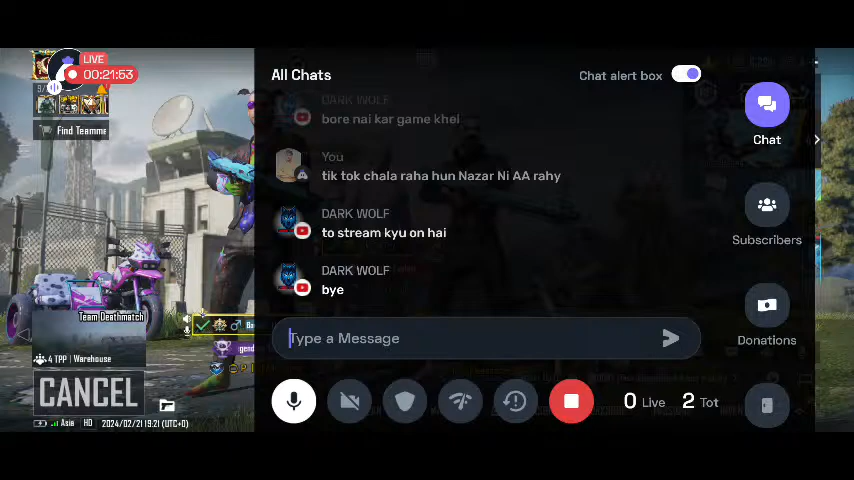 LIVE
00:21:53
All Chats
Chat alert box
DARK WOLF
bore nai kar game khei
You
tik tok chala raha hun Nazar Ni AA rahy
DARK WOLF
to stream kyu on hai
DARK WOLF
bye
Type a Message
Chat
Subscribers
Donations
0 Live 2 Tot
Find Teamme
Team Deathmatch
4 TPP | Warehouse
CANCEL
Asia HD 2024/02/21 19:21 (UTC+0)